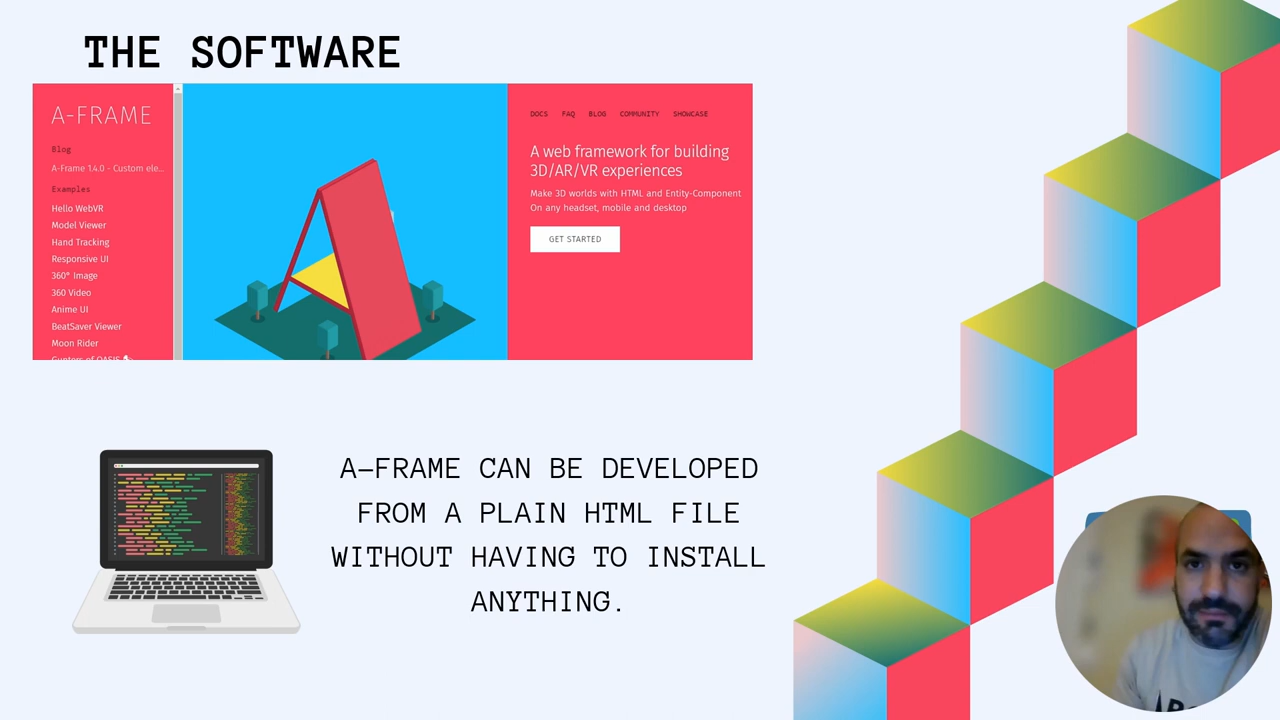 THE SOFTWARE
A-FRAME
Blog
A-Frame 1.4.0 - Custom ele...
Examples
Hello WebVR
Model Viewer
Hand Tracking
Responsive UI
360° Image
360 Video
Anime UI
BeatSaver Viewer
Moon Rider
Gunters of OASIS
DOCS FAQ BLOG COMMUNITY SHOWCASE
A web framework for building
3D/AR/VR experiences
Make 3D worlds with HTML and Entity-Component
On any headset, mobile and desktop
GET STARTED
A-FRAME CAN BE DEVELOPED
FROM A PLAIN HTML FILE
WITHOUT HAVING TO INSTALL
ANYTHING.